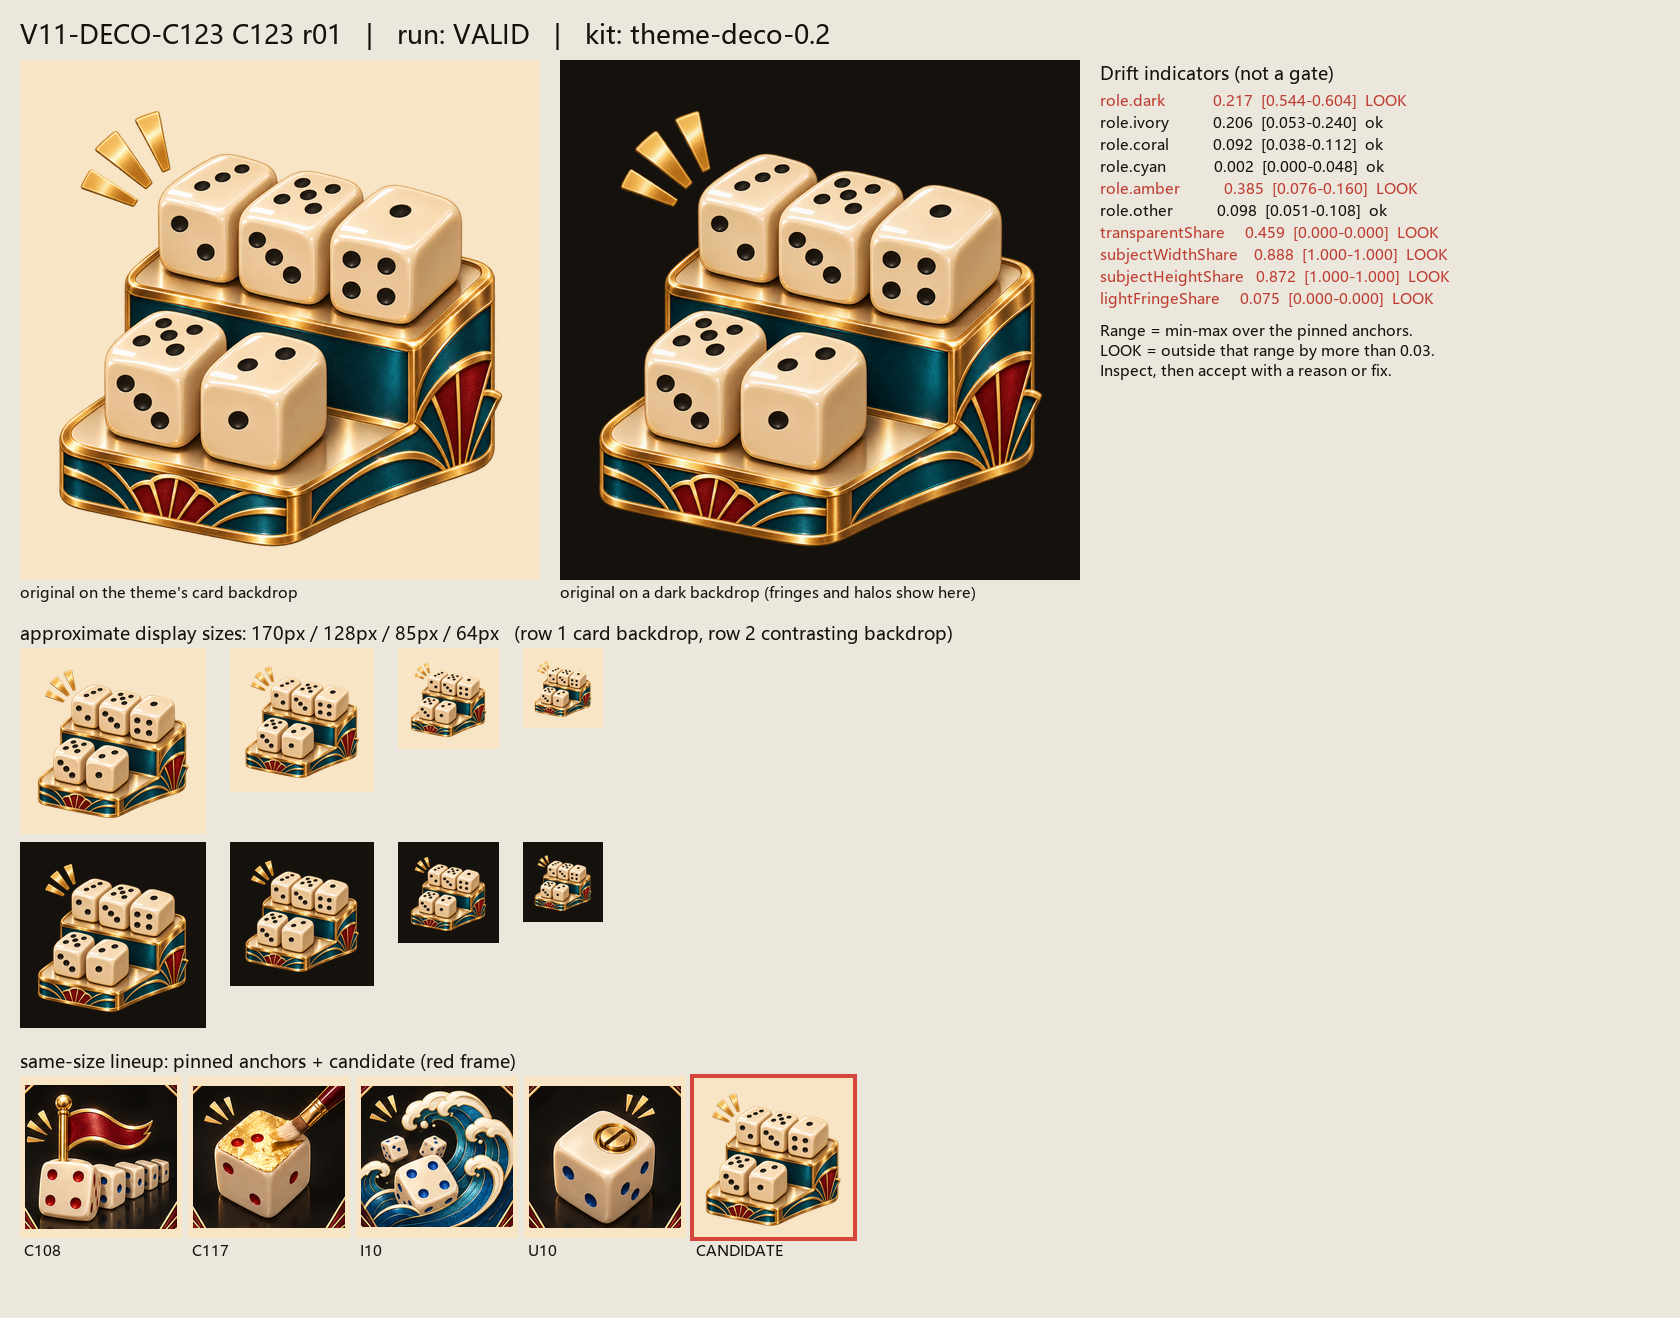 V11-DECO-C123 C123 r01 | run: VALID | kit: theme-deco-0.2
Drift indicators (not a gate)
role.dark 0.217 [0.544-0.604] LOOK
role.ivory 0.206 [0.053-0.240] ok
role.coral 0.092 [0.038-0.112] ok
role.cyan 0.002 [0.000-0.048] ok
role.amber 0.385 [0.076-0.160] LOOK
role.other 0.098 [0.051-0.108] ok
transparentShare 0.459 [0.000-0.000] LOOK
subjectWidthShare 0.888 [1.000-1.000] LOOK
subjectHeightShare 0.872 [1.000-1.000] LOOK
lightFringeShare 0.075 [0.000-0.000] LOOK
Range = min-max over the pinned anchors.
LOOK = outside that range by more than 0.03.
Inspect, then accept with a reason or fix.
original on the theme's card backdrop
original on a dark backdrop (fringes and halos show here)
approximate display sizes: 170px / 128px / 85px / 64px (row 1 card backdrop, row 2 contrasting backdrop)
same-size lineup: pinned anchors + candidate (red frame)
C108
C117
I10
U10
CANDIDATE